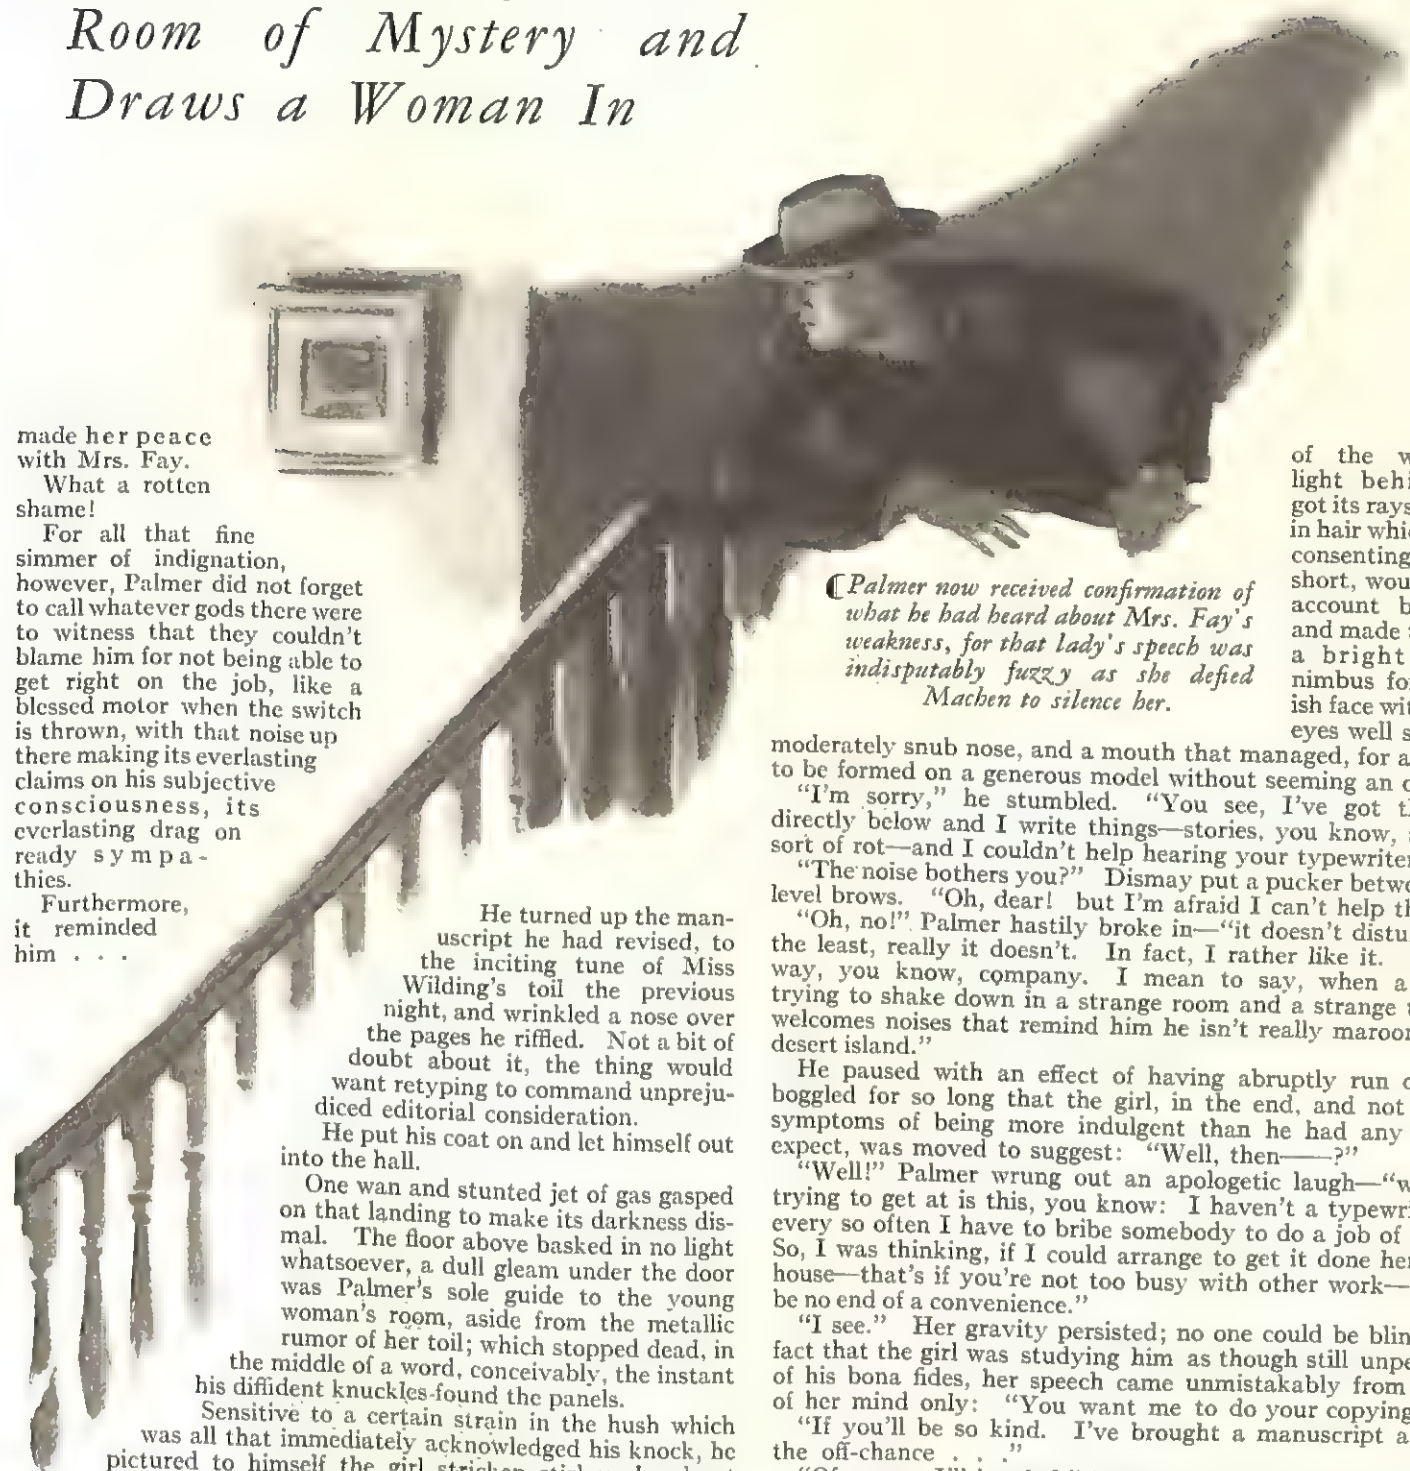 Room of Mystery and
Draws a Woman In
made her peace
with Mrs. Fay.
What a rotten
shame!
For all that fine
simmer of indignation,
however, Palmer did not forget
to call whatever gods there were
to witness that they couldn't
blame him for not being able to
get right on the job, like a
blessed motor when the switch
is thrown, with that noise up
there making its everlasting
claims on his subjective
consciousness, its
everlasting drag on
ready sympa-
thies.
Furthermore,
it reminded
him . . .
He turned up the man-
uscript he had revised, to
the inciting tune of Miss
Wilding's toil the previous
night, and wrinkled a nose over
the pages he riffled. Not a bit of
doubt about it, the thing would
want retyping to command unpreju-
diced editorial consideration.
He put his coat on and let himself out
into the hall.
One wan and stunted jet of gas gasped
on that landing to make its darkness dis-
mal. The floor above basked in no light
whatsoever, a dull gleam under the door
was Palmer's sole guide to the young
woman's room, aside from the metallic
rumor of her toil; which stopped dead, in
the middle of a word, conceivably, the instant
his diffident knuckles found the panels.
Sensitive to a certain strain in the hush which
was all that immediately acknowledged his knock, he
pictured to himself the girl
Palmer now received confirmation of
what he had heard about Mrs. Fay's
weakness, for that lady's speech was
indisputably fuzzy as she defied
Machen to silence her.
of the
light
got its rays
in hair
consenting
short,
account
and made
a bright
nimbus
ish face
eyes well
moderately snub nose, and a mouth that managed, for
to be formed on a generous model without seeming an
"I'm sorry," he stumbled. "You see, I've got
directly below and I write things—stories, you know,
sort of rot—and I couldn't help hearing your
"The noise bothers you?" Dismay put a pucker
level brows. "Oh, dear! but I'm afraid I can't help
"Oh, no!" Palmer hastily broke in—"it doesn't
the least, really it doesn't. In fact, I rather like it.
way, you know, company. I mean to say, when a
trying to shake down in a strange room and a strange
welcomes noises that remind him he isn't really
desert island."
He paused with an effect of having abruptly run
boggled for so long that the girl, in the end, and not
symptoms of being more indulgent than he had any
expect, was moved to suggest: "Well, then——?"
"Well!" Palmer wrung out an apologetic laugh—
trying to get at is this, you know: I haven't a
every so often I have to bribe somebody to do a job of
So, I was thinking, if I could arrange to get it done
house—that's if you're not too busy with other work—
be no end of a convenience."
"I see." Her gravity persisted; no one could be
fact that the girl was studying him as though still
of his bona fides, her speech came unmistakably from
of her mind only: "You want me to do your copying
"If you'll be so kind. I've brought a manuscript
the off-chance . . ."